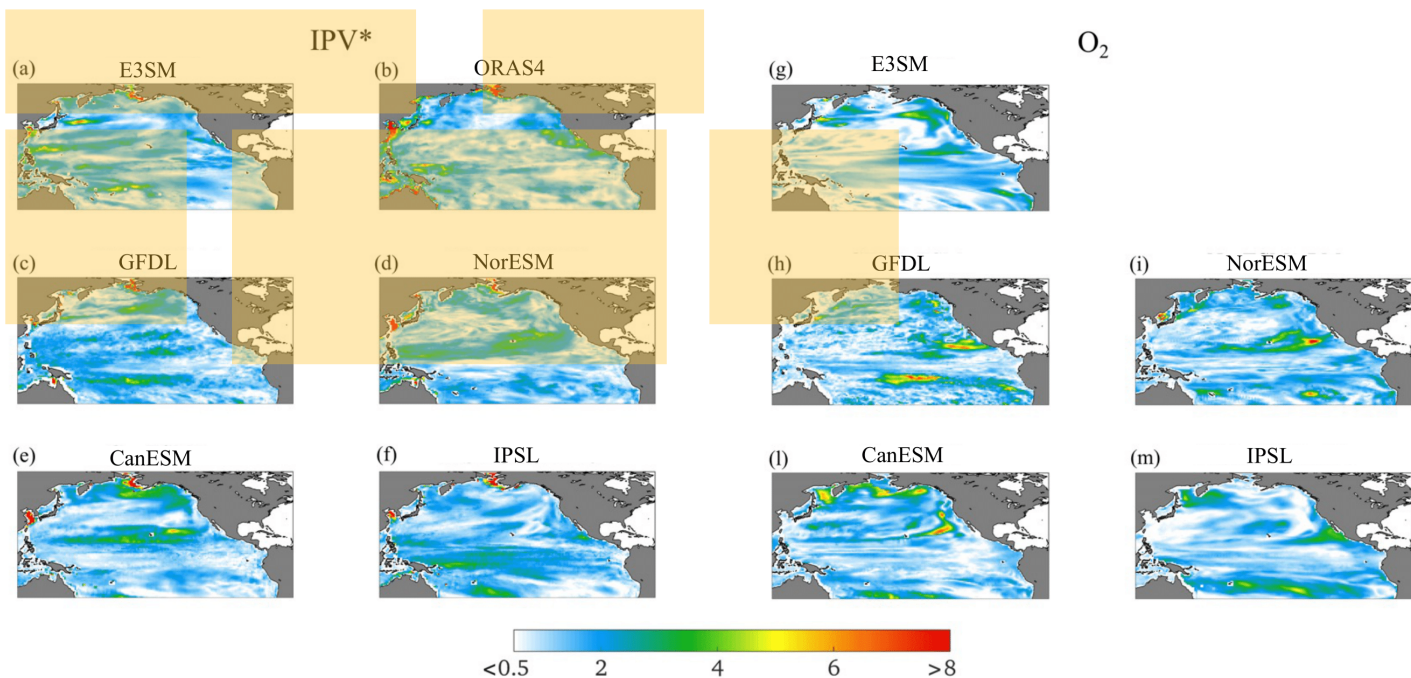 IPV*
O₂
(a) E3SM
(b) ORAS4
(g) E3SM
(c) GFDL
(d) NorESM
(h) GFDL
(i) NorESM
(e) CanESM
(f) IPSL
(l) CanESM
(m) IPSL
<0.5 2 4 6 >8